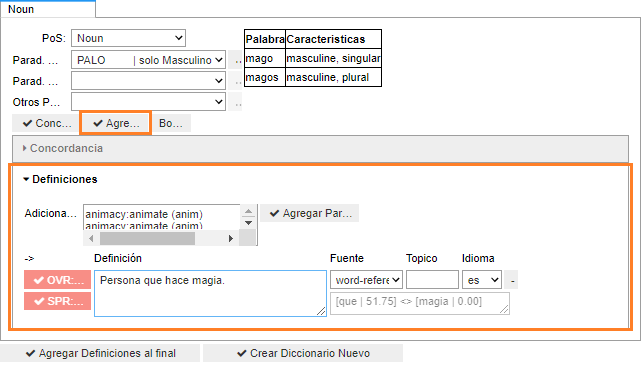 Noun
PoS: Noun
Parad. ... PALO | solo Masculino ..
Parad. ... ..
Otros P... ..
Palabra Características
mago masculine, singular
magos masculine, plural
Conc... Agre... Bo...
Concordancia
Definiciones
Adiciona... animacy:animate (anim) Agregar Par...
animacy:animate (anim)
-> Definición Fuente Topico Idioma
OVR:... Persona que hace magia. word-refere es -
SPR:... [que | 51.75] <> [magia | 0.00]
Agregar Definiciones al final Crear Diccionario Nuevo